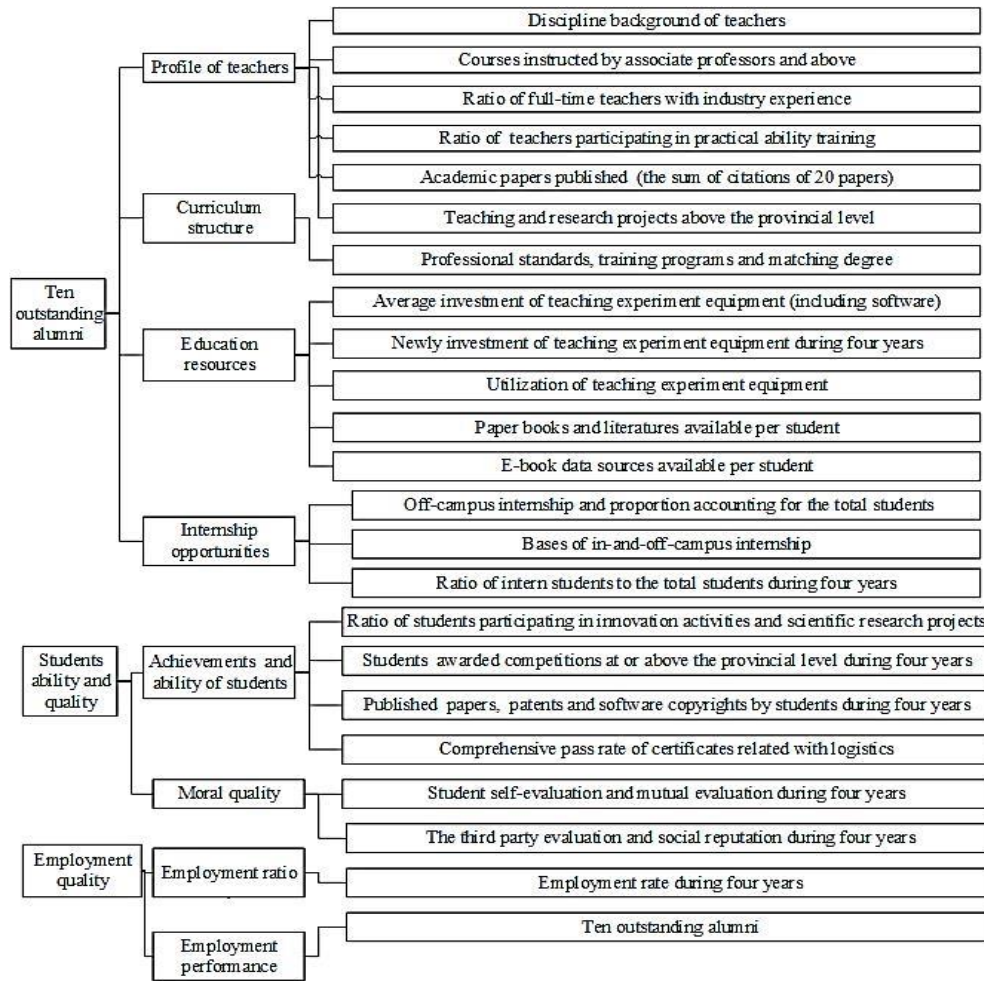 Discipline background of teachers
Profile of teachers
Courses instructed by associate professors and above
Ratio of full-time teachers with industry experience
Ratio of teachers participating in practical ability training
Academic papers published (the sum of citations of 20 papers)
Curriculum
structure
Teaching and research projects above the provincial level
Professional standards, training programs and matching degree
Ten
outstanding
alumni
Average investment of teaching experiment equipment (including software)
Education
resources
Newly investment of teaching experiment equipment during four years
Utilization of teaching experiment equipment
Paper books and literatures available per student
E-book data sources available per student
Internship
opportunities
Off-campus internship and proportion accounting for the total students
Bases of in-and-off-campus internship
Ratio of intern students to the total students during four years
Students
ability and
quality
Achievements and
ability of students
Ratio of students participating in innovation activities and scientific research projects
Students awarded competitions at or above the provincial level during four years
Published papers, patents and software copyrights by students during four years
Comprehensive pass rate of certificates related with logistics
Moral quality
Student self-evaluation and mutual evaluation during four years
The third party evaluation and social reputation during four years
Employment
quality
Employment ratio
Employment rate during four years
Employment
performance
Ten outstanding alumni